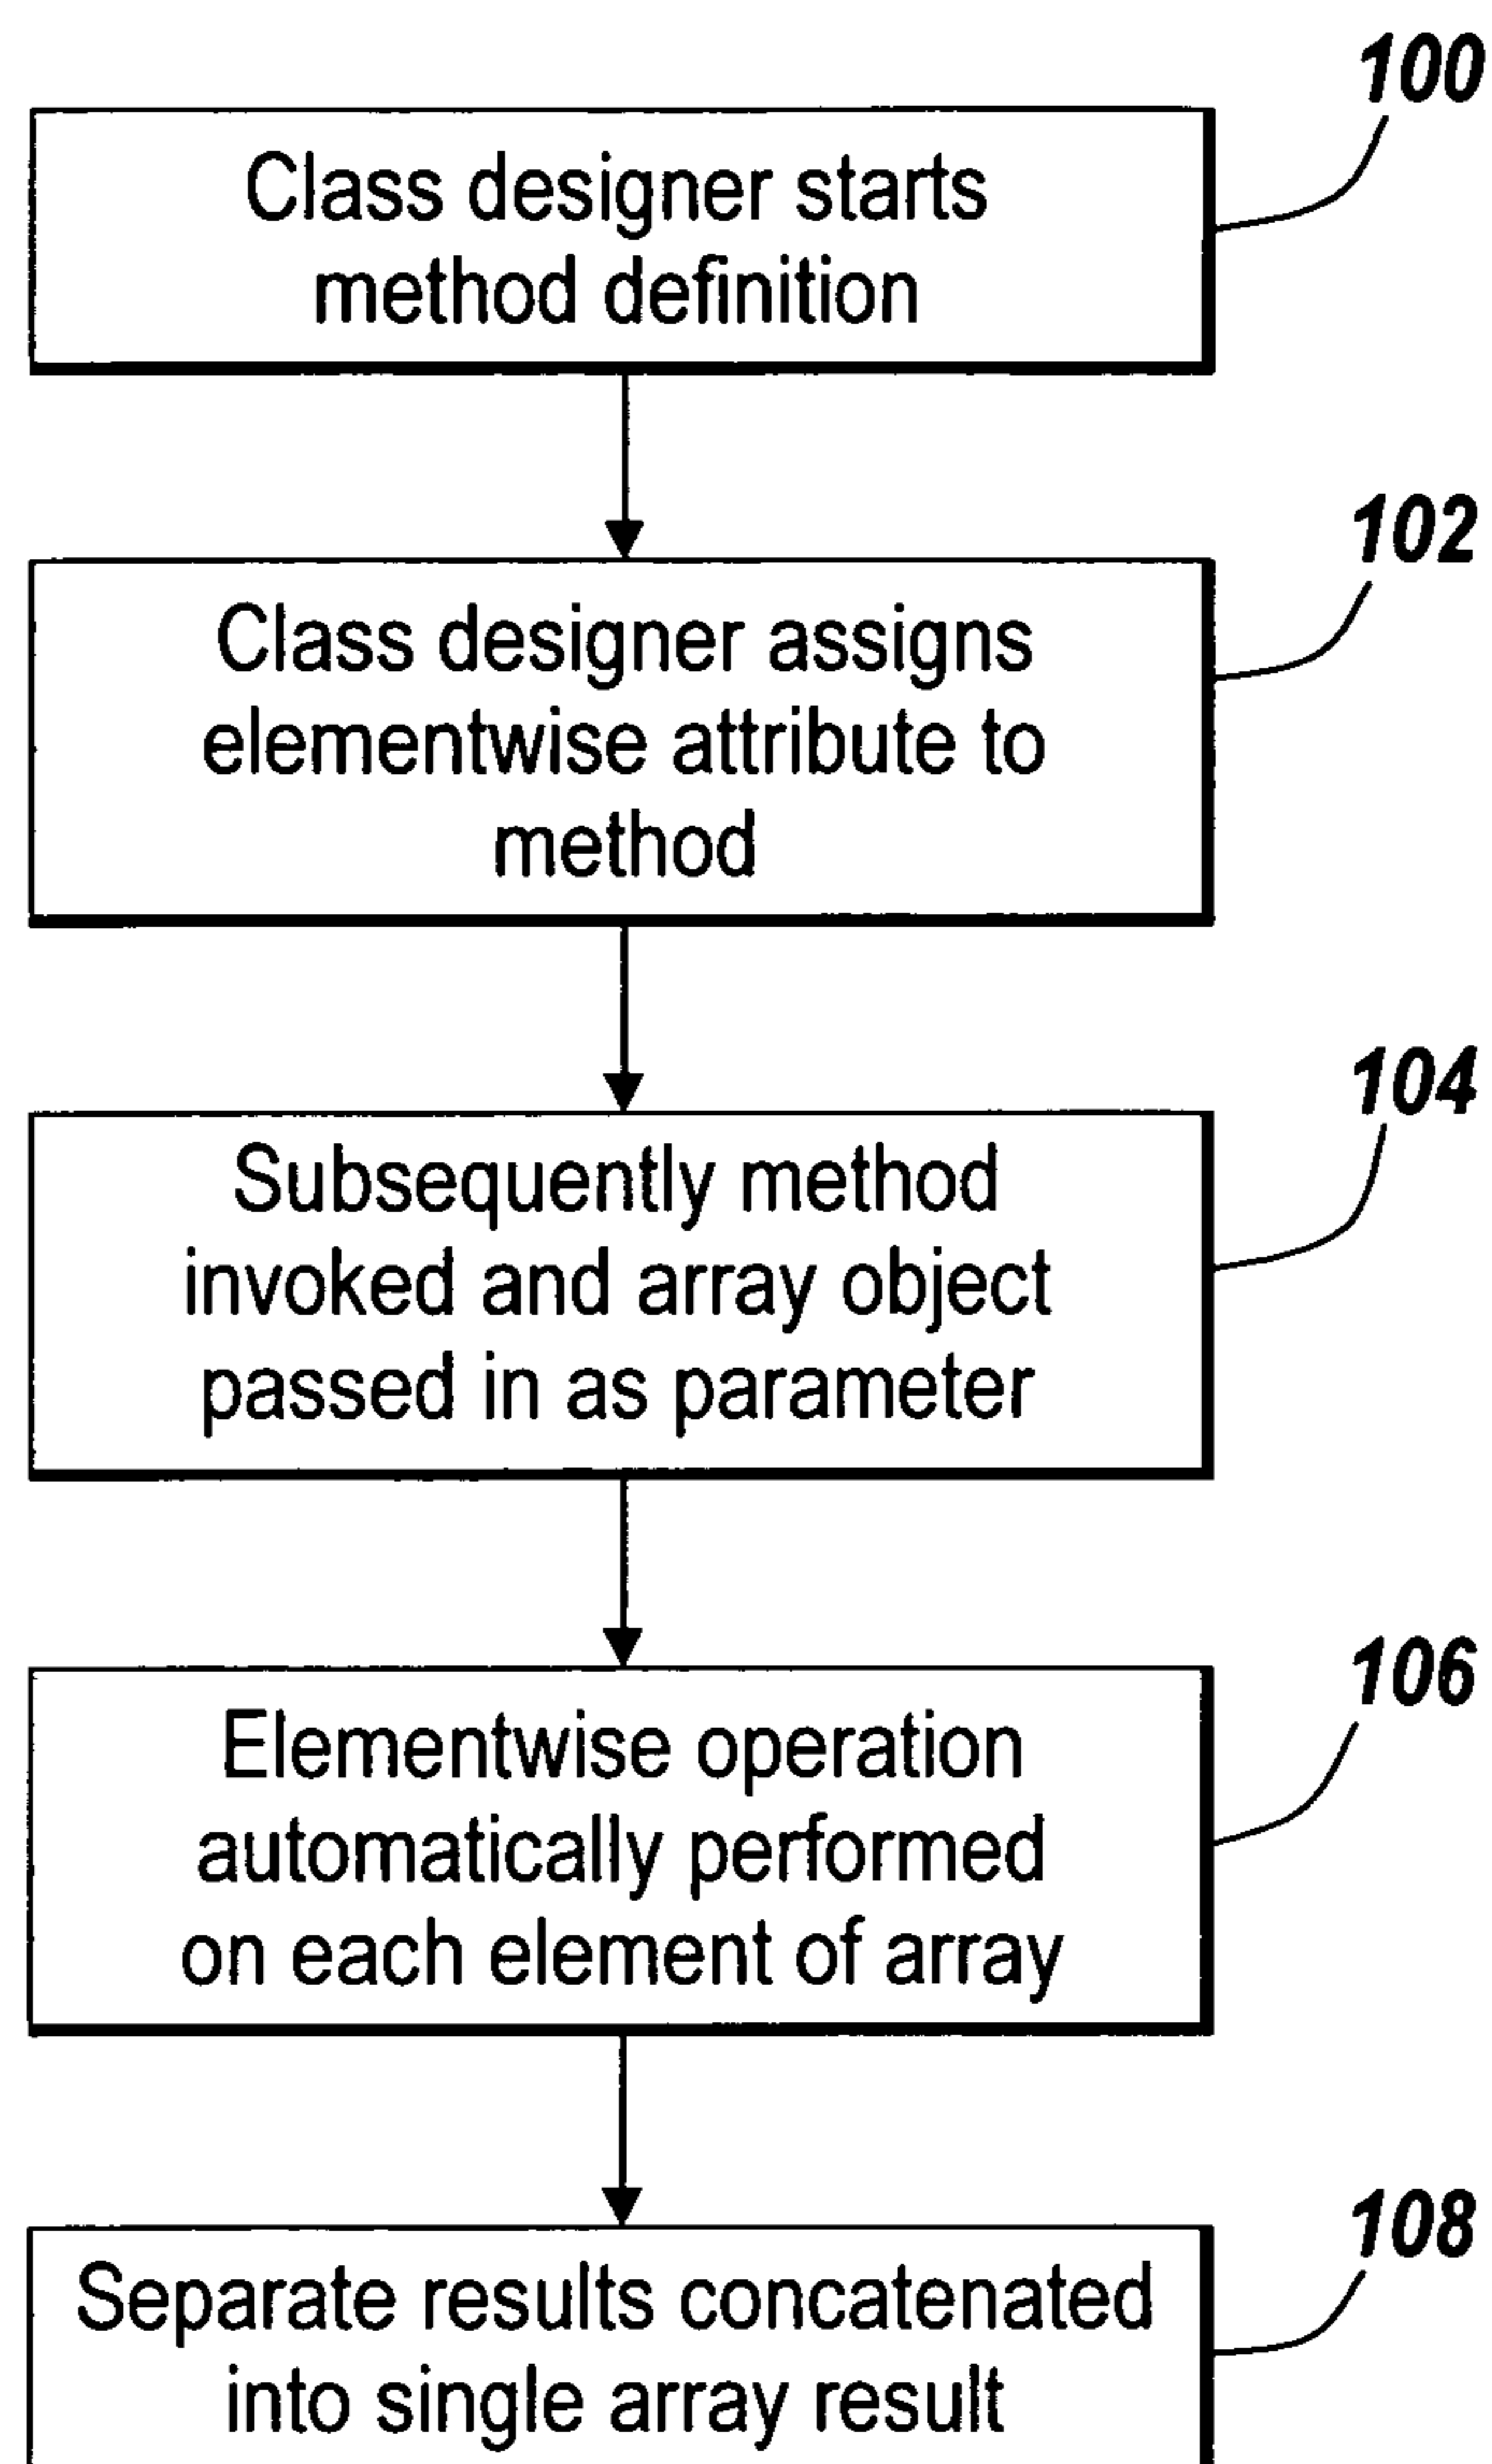 100
Class designer starts
method definition
102
Class designer assigns
elementwise attribute to
method
104
Subsequently method
invoked and array object
passed in as parameter
106
Elementwise operation
automatically performed
on each element of array
108
Separate results concatenated
into single array result